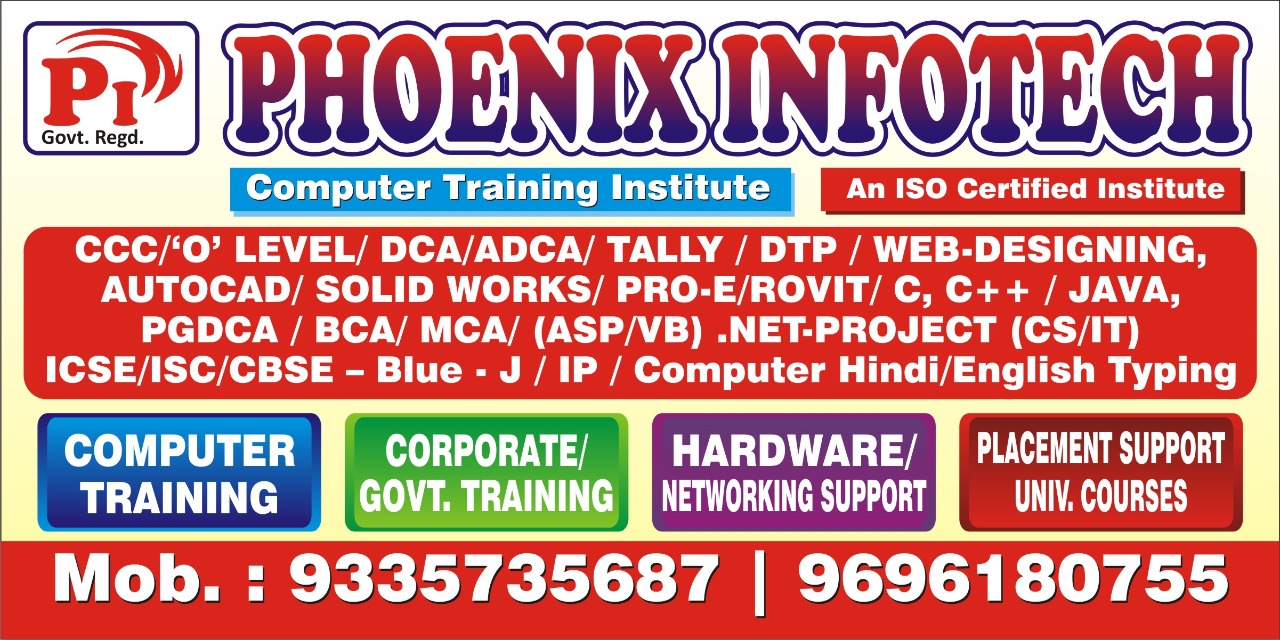 PI
Govt. Regd.
PHOENIX INFOTECH
Computer Training Institute
An ISO Certified Institute
CCC/‘O’ LEVEL/ DCA/ADCA/ TALLY / DTP / WEB-DESIGNING,
AUTOCAD/ SOLID WORKS/ PRO-E/ROVIT/ C, C++ / JAVA,
PGDCA / BCA/ MCA/ (ASP/VB) .NET-PROJECT (CS/IT)
ICSE/ISC/CBSE – Blue - J / IP / Computer Hindi/English Typing
COMPUTER
TRAINING
CORPORATE/
GOVT. TRAINING
HARDWARE/
NETWORKING SUPPORT
PLACEMENT SUPPORT
UNIV. COURSES
Mob. : 9335735687 | 9696180755